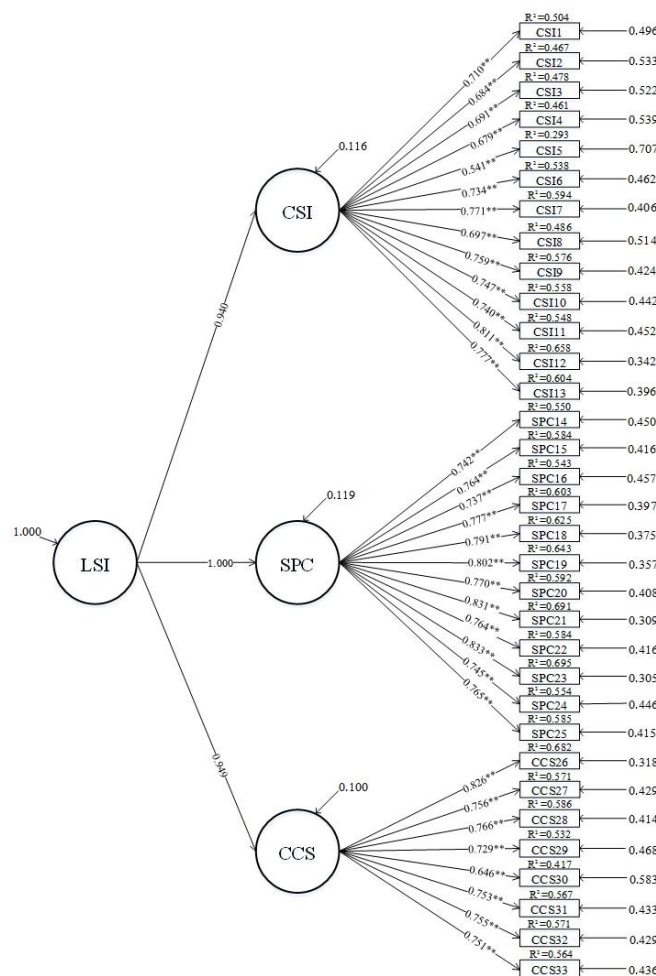 R²=0.504
CSI1
0.496
0.710**
R²=0.467
CSI2
0.533
0.684**
R²=0.478
CSI3
0.522
0.691**
R²=0.461
CSI4
0.539
0.679**
R²=0.293
CSI5
0.707
0.541**
R²=0.538
CSI6
0.462
0.734**
R²=0.594
CSI7
0.406
0.771**
R²=0.486
CSI8
0.514
0.697**
R²=0.576
CSI9
0.424
0.759**
R²=0.558
CSI10
0.442
0.747**
R²=0.548
CSI11
0.452
0.740**
R²=0.658
CSI12
0.342
0.811**
R²=0.604
CSI13
0.396
0.777**
0.116
CSI
0.940
R²=0.550
SPC14
0.450
0.742**
R²=0.584
SPC15
0.416
0.764**
R²=0.543
SPC16
0.457
0.737**
R²=0.603
SPC17
0.397
0.777**
R²=0.625
SPC18
0.375
0.791**
R²=0.643
SPC19
0.357
0.802**
R²=0.592
SPC20
0.408
0.770**
R²=0.691
SPC21
0.309
0.831**
R²=0.584
SPC22
0.416
0.764**
R²=0.695
SPC23
0.305
0.833**
R²=0.554
SPC24
0.446
0.745**
R²=0.585
SPC25
0.415
0.765**
0.119
SPC
1.000
1.000
LSI
R²=0.682
CCS26
0.318
0.826**
R²=0.571
CCS27
0.429
0.756**
R²=0.586
CCS28
0.414
0.766**
R²=0.532
CCS29
0.468
0.729**
R²=0.417
CCS30
0.583
0.646**
R²=0.567
CCS31
0.433
0.753**
R²=0.571
CCS32
0.429
0.755**
R²=0.564
CCS33
0.436
0.751**
0.100
CCS
0.949